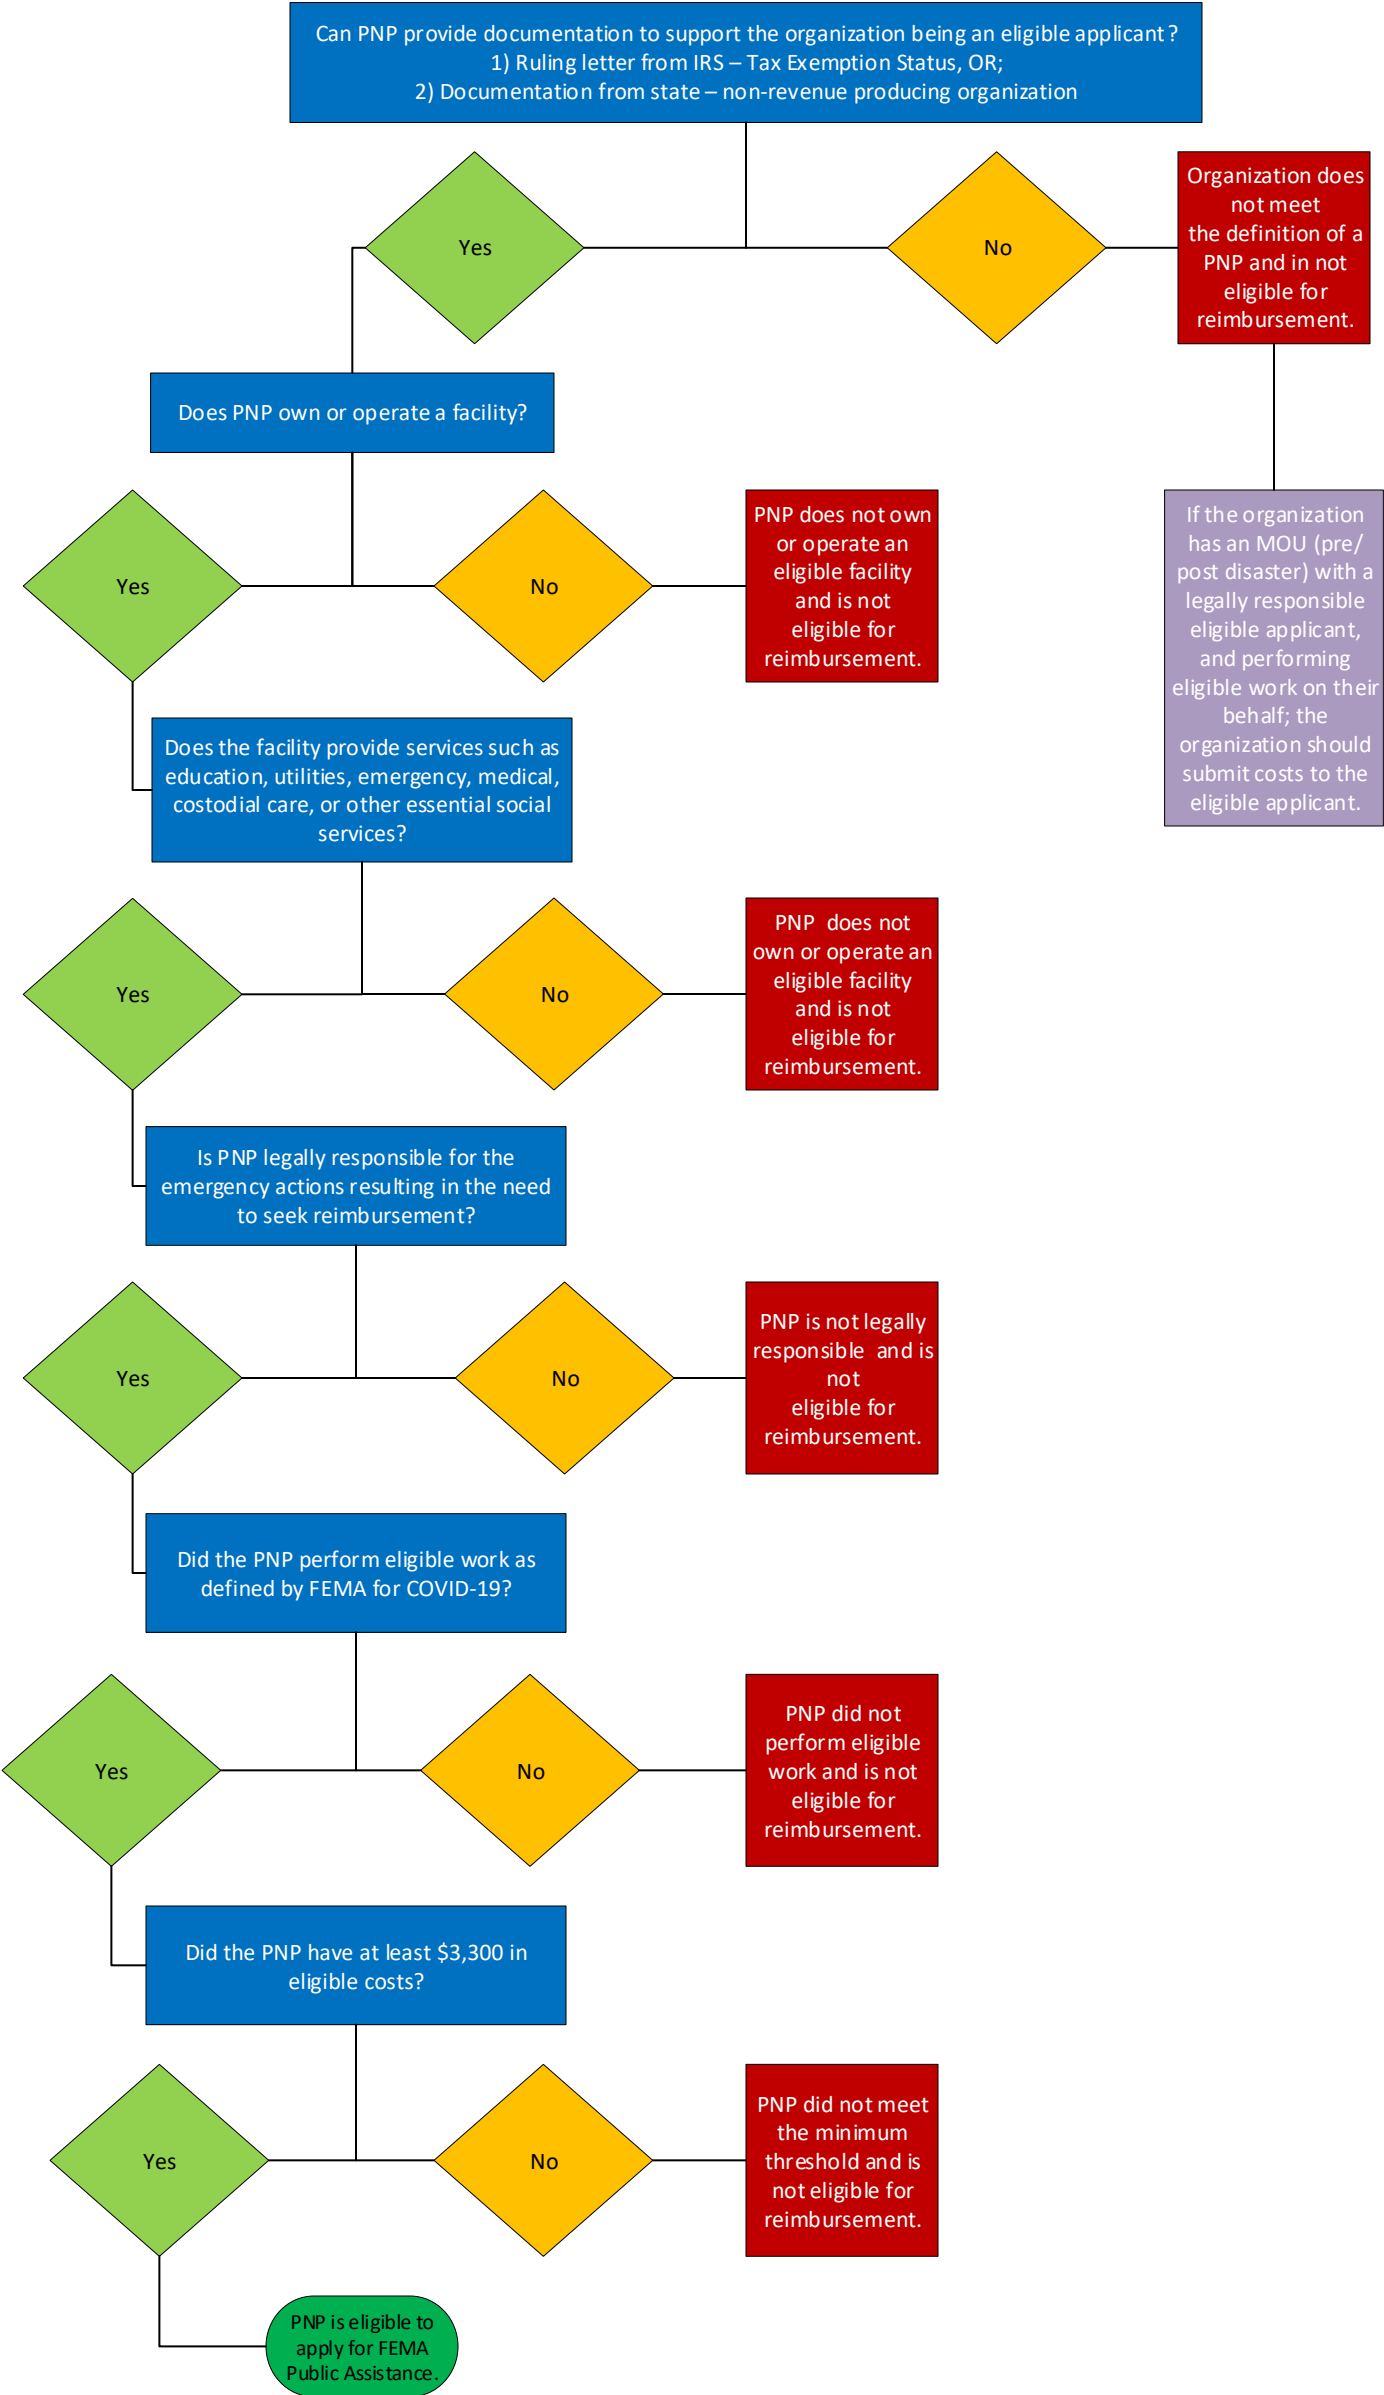 Can PNP provide documentation to support the organization being an eligible applicant?
1) Ruling letter from IRS – Tax Exemption Status, OR;
2) Documentation from state – non-revenue producing organization
Yes
No
Organization does
not meet
the definition of a
PNP and in not
eligible for
reimbursement.
Does PNP own or operate a facility?
Yes
No
PNP does not own
or operate an
eligible facility
and is not
eligible for
reimbursement.
If the organization
has an MOU (pre/
post disaster) with a
legally responsible
eligible applicant,
and performing
eligible work on their
behalf; the
organization should
submit costs to the
eligible applicant.
Does the facility provide services such as
education, utilities, emergency, medical,
costodial care, or other essential social
services?
Yes
No
PNP does not
own or operate an
eligible facility
and is not
eligible for
reimbursement.
Is PNP legally responsible for the
emergency actions resulting in the need
to seek reimbursement?
Yes
No
PNP is not legally
responsible and is
not
eligible for
reimbursement.
Did the PNP perform eligible work as
defined by FEMA for COVID-19?
Yes
No
PNP did not
perform eligible
work and is not
eligible for
reimbursement.
Did the PNP have at least $3,300 in
eligible costs?
Yes
No
PNP did not meet
the minimum
threshold and is
not eligible for
reimbursement.
PNP is eligible to
apply for FEMA
Public Assistance.